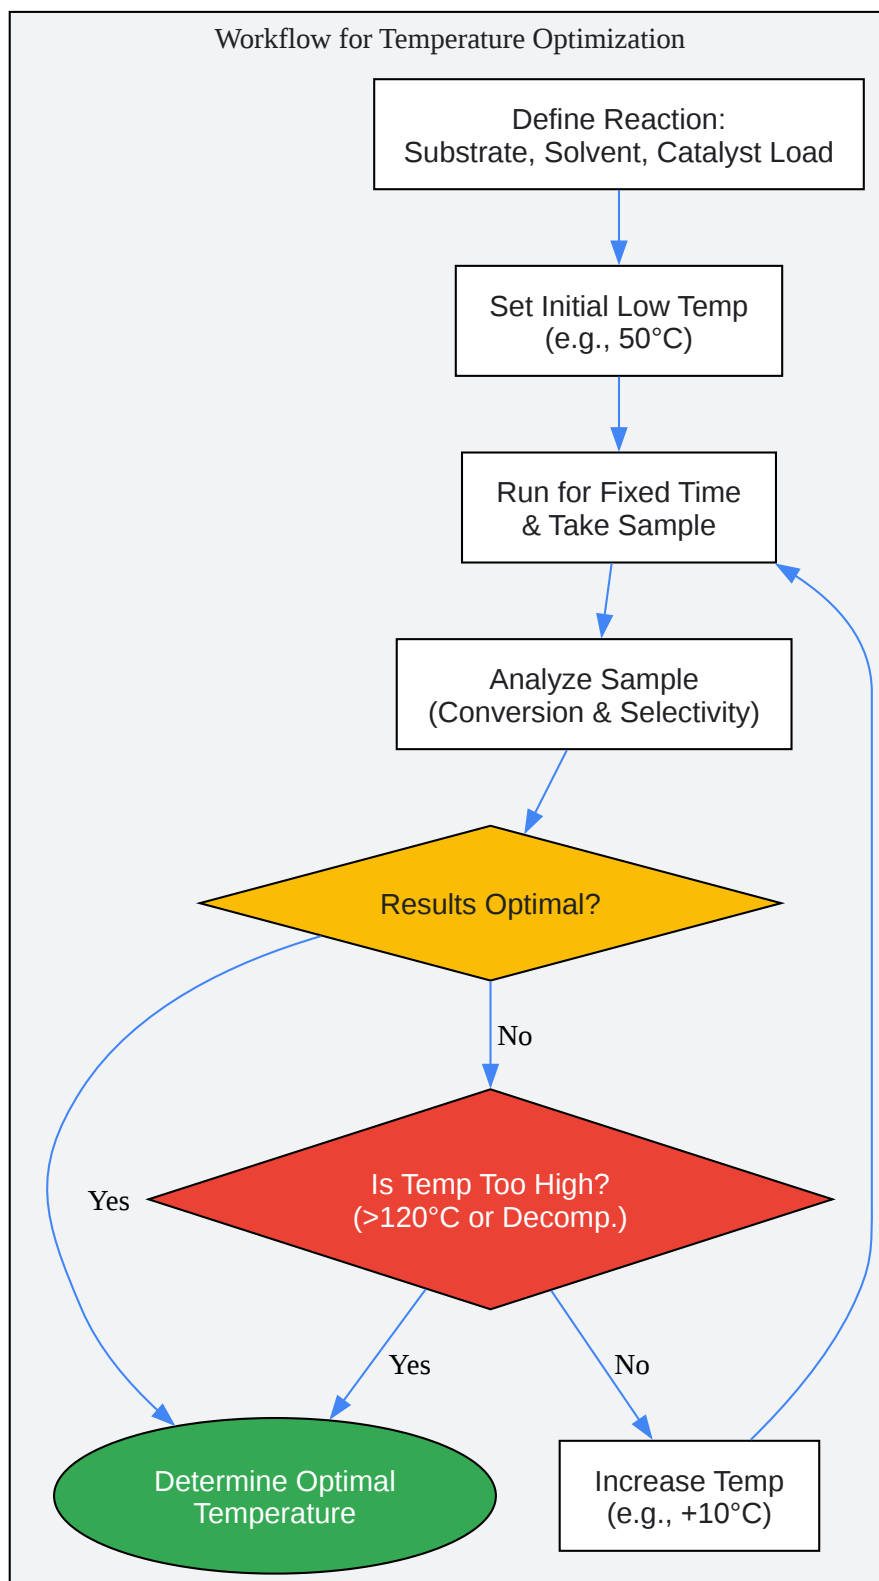 Workflow for Temperature Optimization
Define Reaction:
Substrate, Solvent, Catalyst Load
Set Initial Low Temp
(e.g., 50°C)
Run for Fixed Time
& Take Sample
Analyze Sample
(Conversion & Selectivity)
Results Optimal?
No
Is Temp Too High?
(>120°C or Decomp.)
Yes
Yes
No
Determine Optimal
Temperature
Increase Temp
(e.g., +10°C)